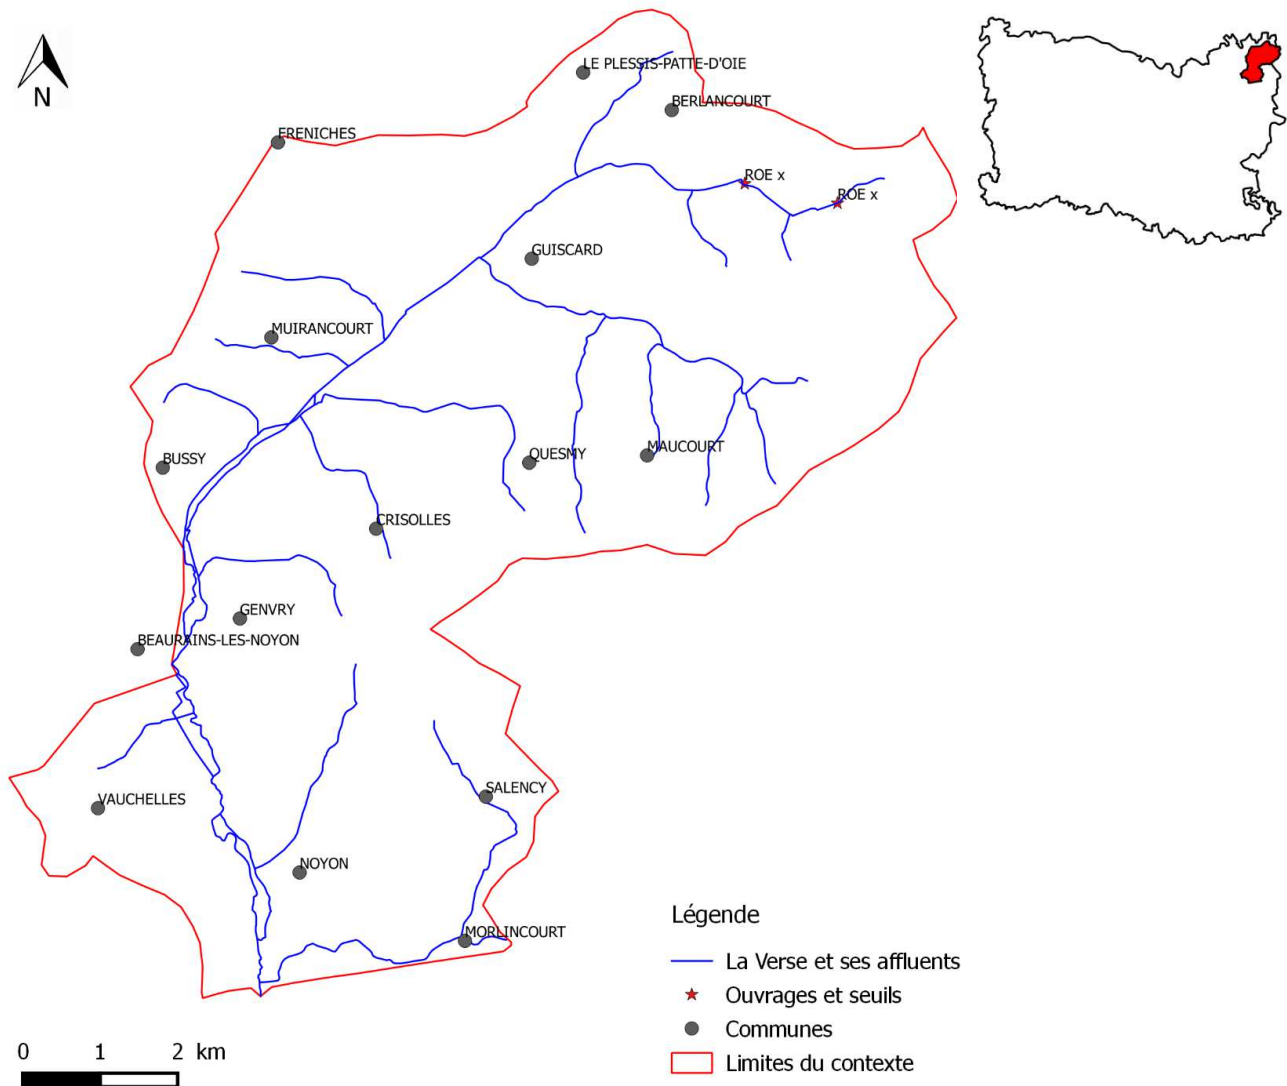 N
LE PLESSIS-PATTE-D'OIE
BERLANCOURT
FRENICHES
ROE x
ROE x
GUISCARD
MUIRANCOURT
QUESMY
MAUCOURT
BUSSY
CRISOLLES
GENVRY
BEAURAINS-LES-NOYON
VAUCHELLES
SALENCY
NOYON
MORLINCOURT
Légende
La Verse et ses affluents
Ouvrages et seuils
Communes
Limites du contexte
0 1 2 km